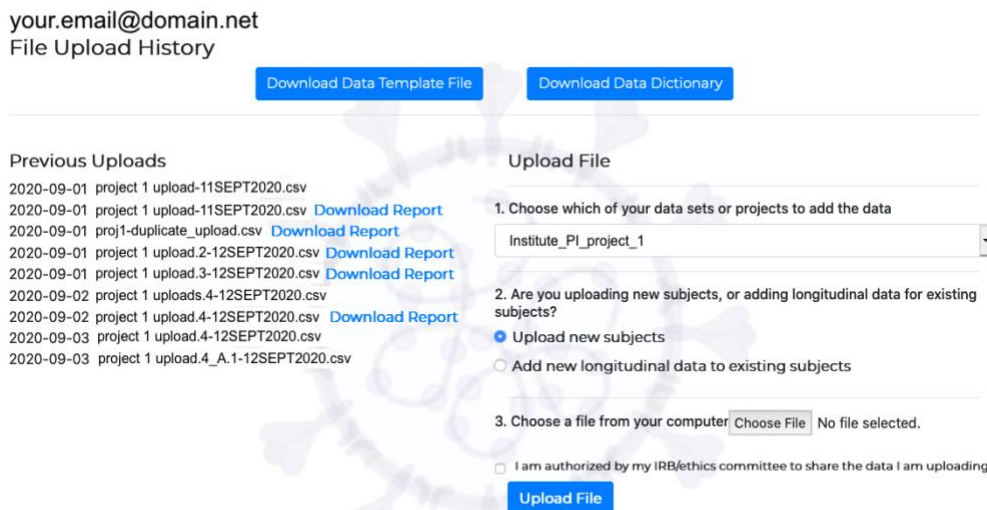 your.email@domain.net
File Upload History
Download Data Template File
Download Data Dictionary
Previous Uploads
2020-09-01 project 1 upload-11SEPT2020.csv
2020-09-01 project 1 upload-11SEPT2020.csv Download Report
2020-09-01 proj1-duplicate_upload.csv Download Report
2020-09-01 project 1 upload.2-12SEPT2020.csv Download Report
2020-09-01 project 1 upload.3-12SEPT2020.csv Download Report
2020-09-02 project 1 uploads.4-12SEPT2020.csv
2020-09-02 project 1 upload.4-12SEPT2020.csv Download Report
2020-09-03 project 1 upload.4-12SEPT2020.csv
2020-09-03 project 1 upload.4_A.1-12SEPT2020.csv
Upload File
1. Choose which of your data sets or projects to add the data
Institute_PI_project_1
2. Are you uploading new subjects, or adding longitudinal data for existing
subjects?
Upload new subjects
Add new longitudinal data to existing subjects
3. Choose a file from your computer Choose File No file selected.
I am authorized by my IRB/ethics committee to share the data I am uploading
Upload File